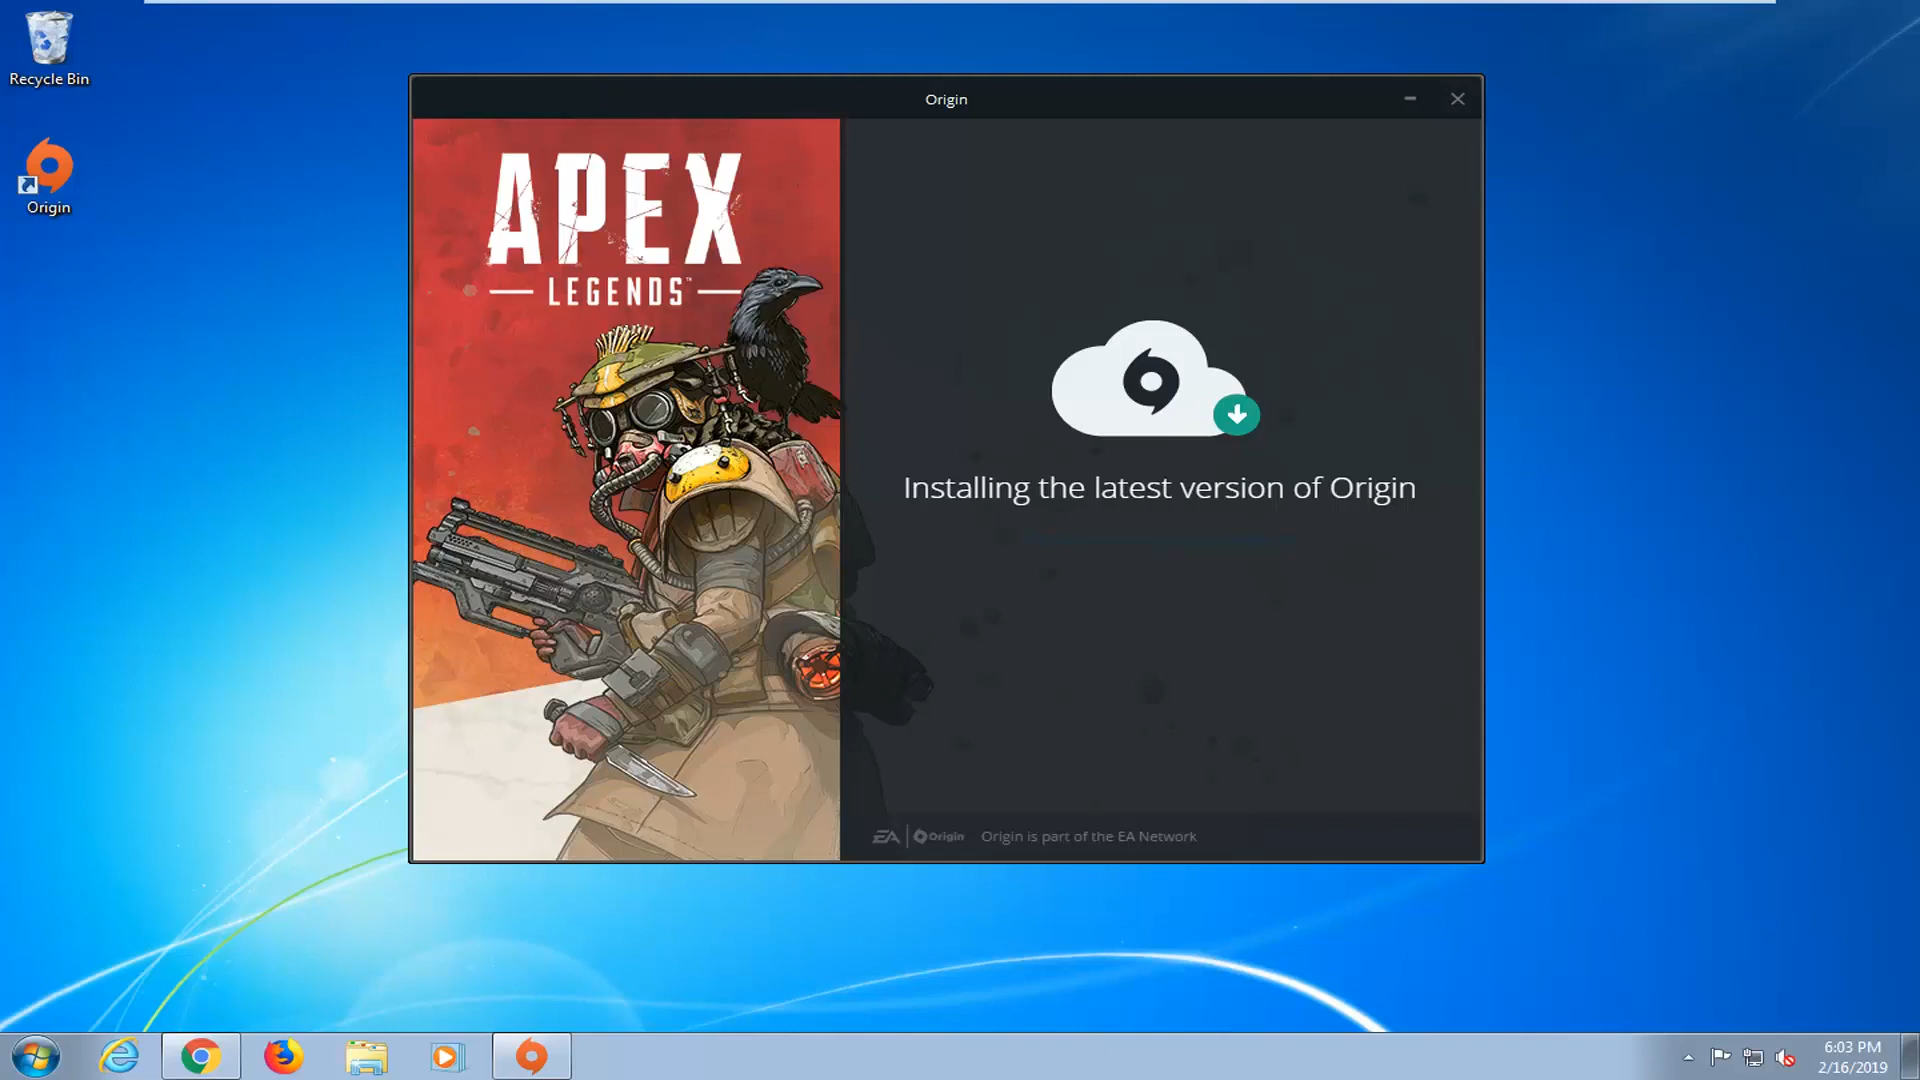 Recycle Bin
Origin
Origin
APEX
LEGENDS™
Installing the latest version of Origin
EA
Origin
Origin is part of the EA Network
6:03 PM
2/16/2019